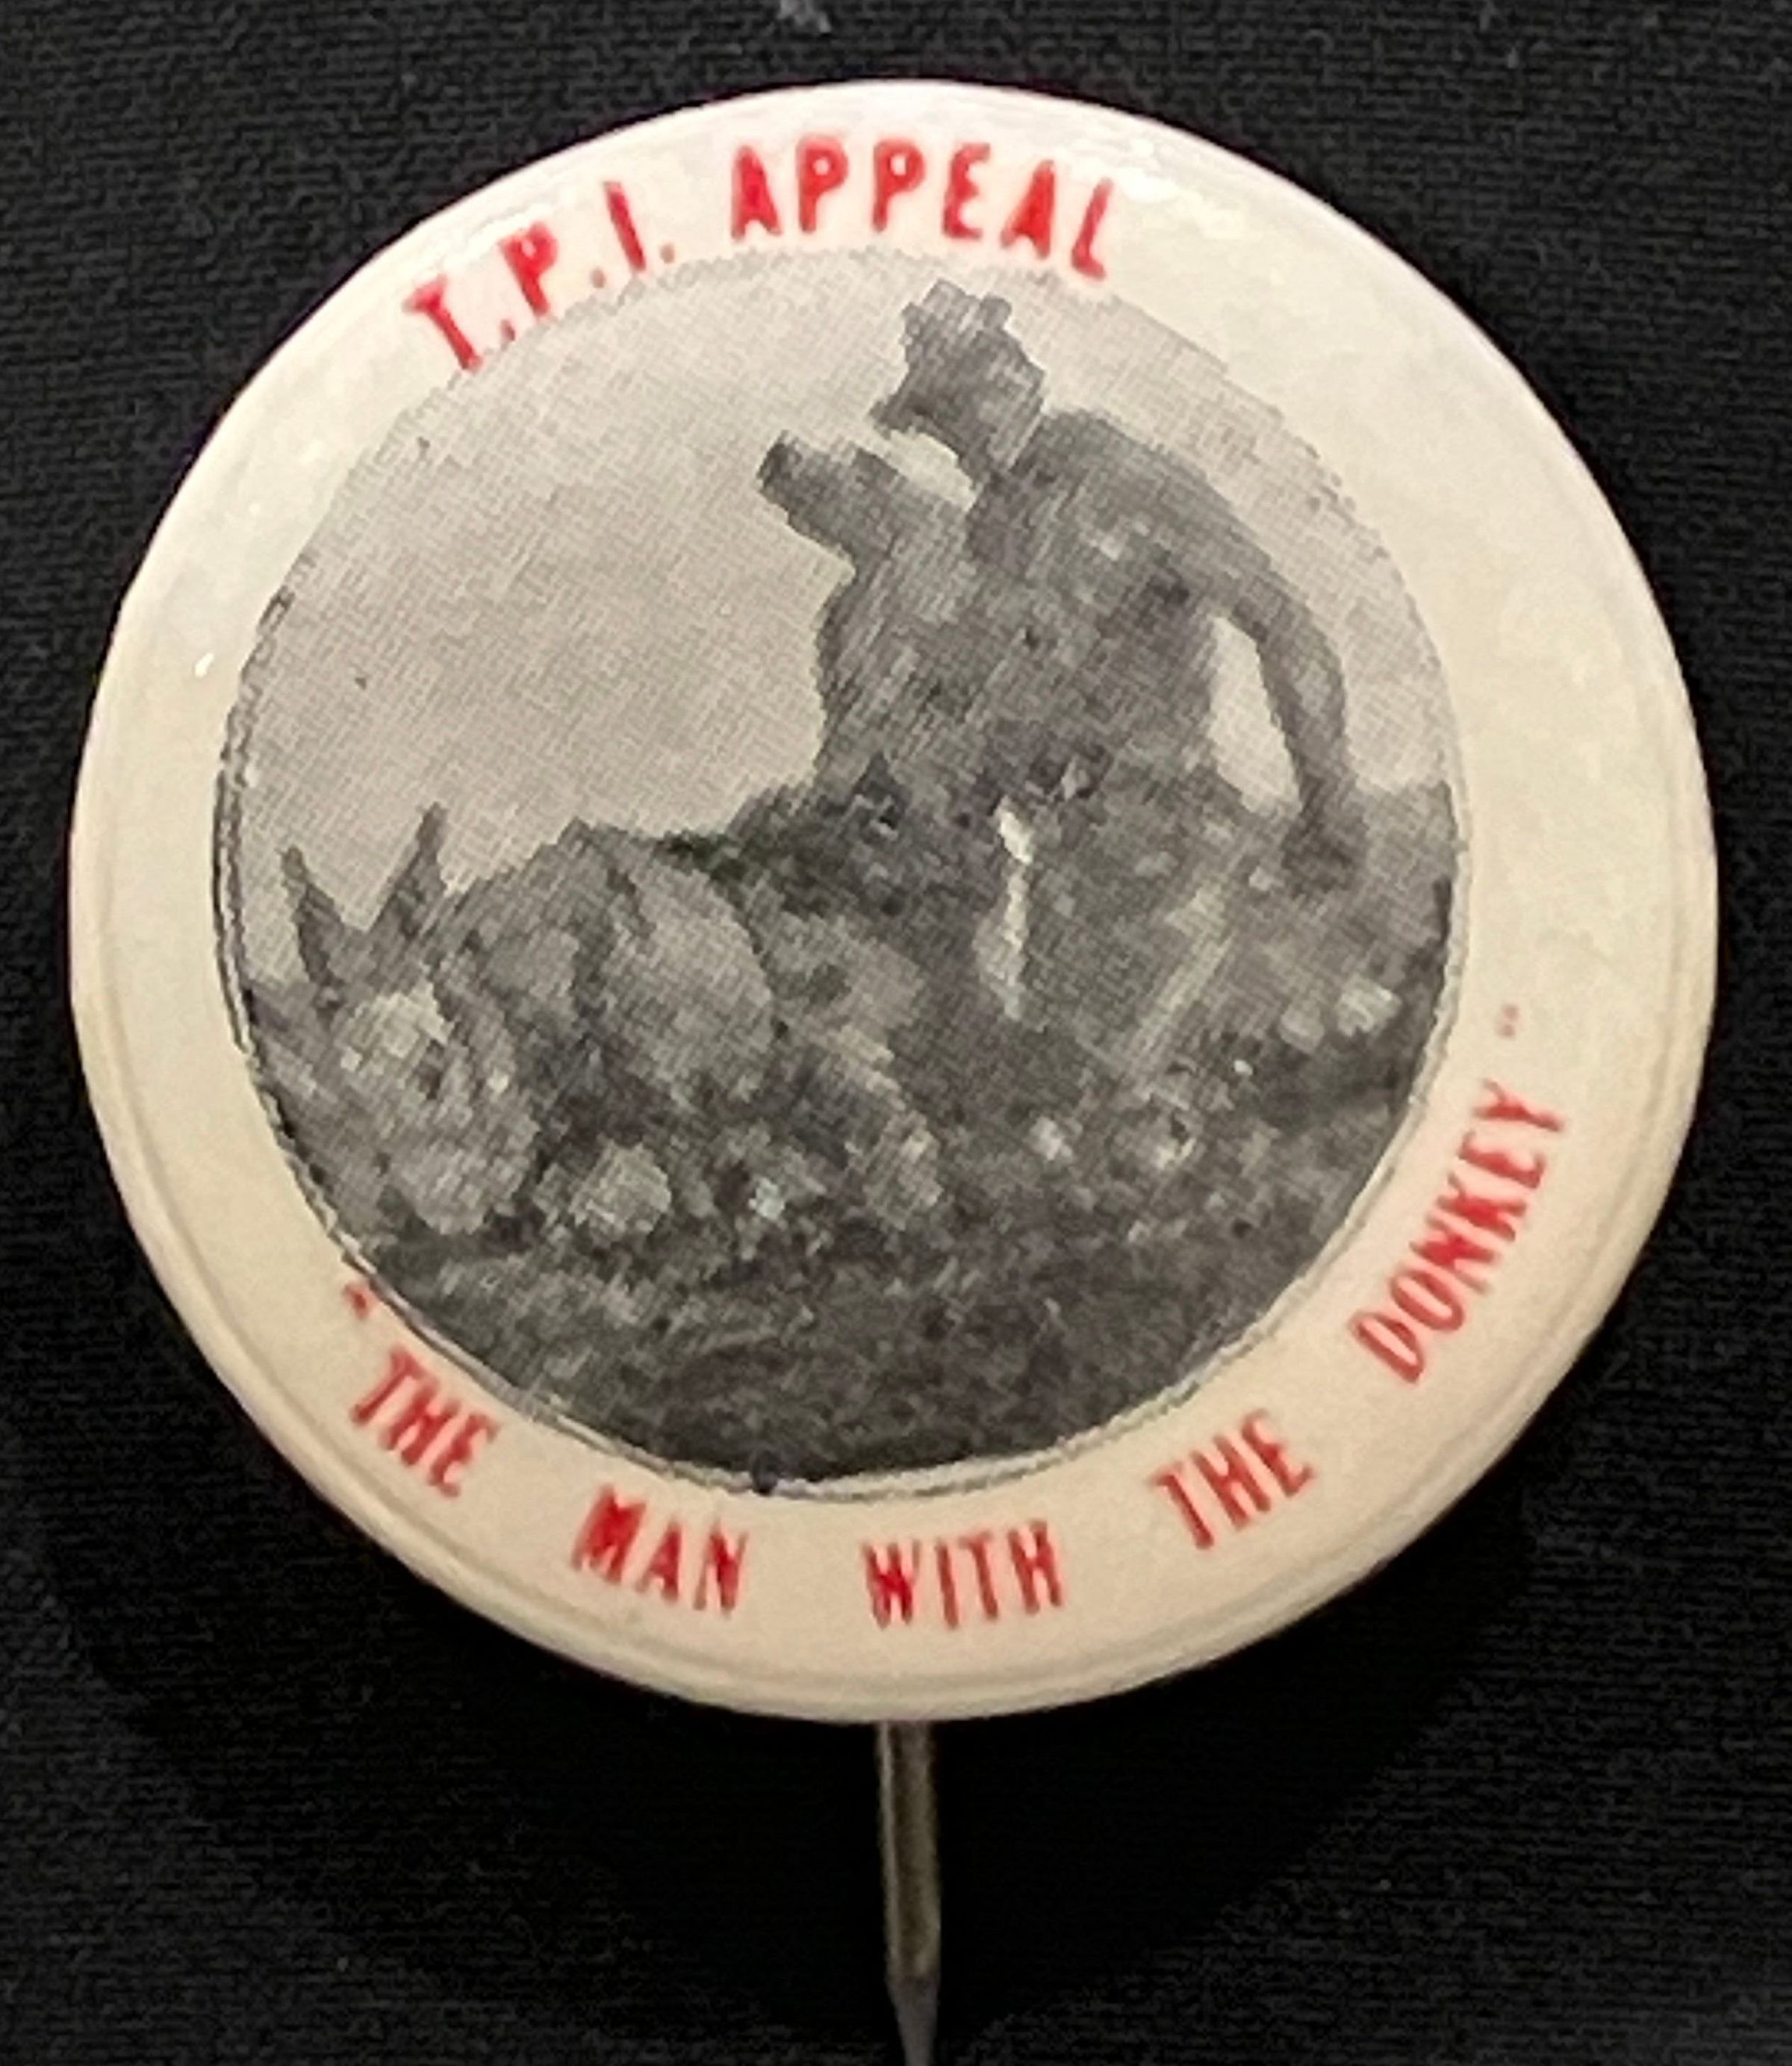 T.P.I. APPEAL
"THE MAN WITH THE DONKEY"